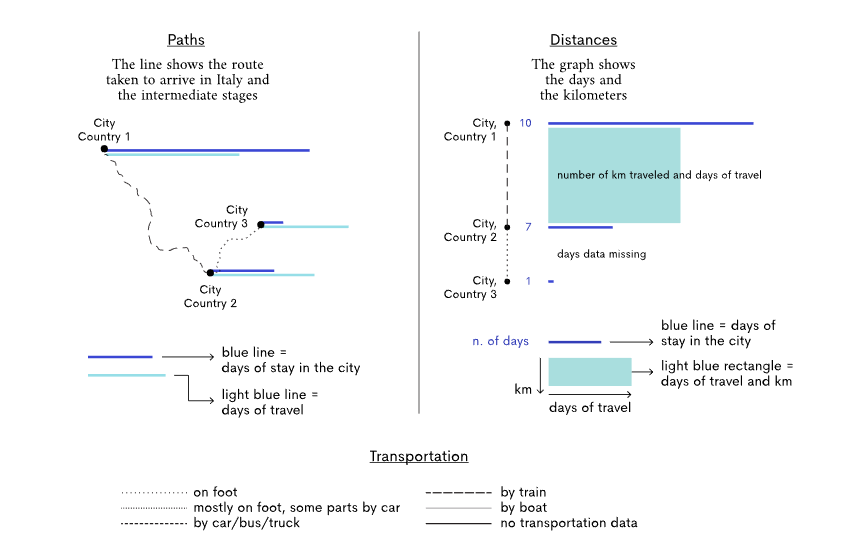 Paths
The line shows the route
taken to arrive in Italy and
the intermediate stages
City
Country 1
City
Country 3
City
Country 2
blue line =
days of stay in the city
light blue line =
days of travel
Distances
The graph shows
the days and
the kilometers
City,
Country 1
10
number of km traveled and days of travel
City,
Country 2
7
days data missing
City,
Country 3
1
n. of days
blue line = days of
stay in the city
km
light blue rectangle =
days of travel and km
days of travel
Transportation
on foot
mostly on foot, some parts by car
by car/bus/truck
by train
by boat
no transportation data